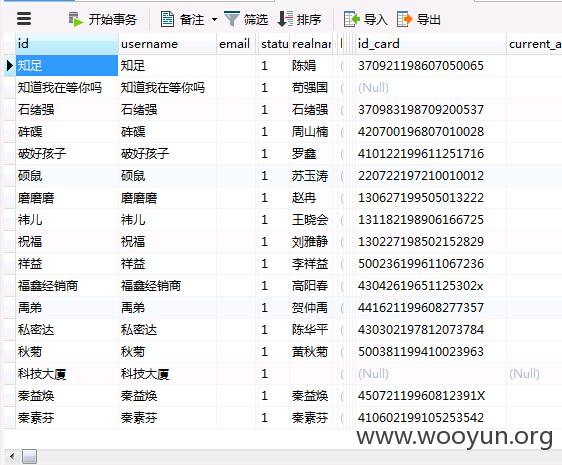 开始事务 备注 筛选 排序 导入 导出
id username email statu realnar id_card current_a
知足 知足 1 陈娟 370921198607050065
知道我在等你吗 知道我在等你吗 1 苟强国 (Null)
石绪强 石绪强 1 石绪强 370983198709200537
1 周山楠 420700196807010028
破好孩子 破好孩子 1 罗鑫 410122199611251716
硕鼠 硕鼠 1 苏玉涛 220722197210010012
磨磨磨 磨磨磨 1 赵冉 130627199505013222
祎儿 祎儿 1 王晓会 131182198906166725
祝福 祝福 1 刘雅静 130227198502152829
祥益 祥益 1 李祥益 500236199611067236
福鑫经销商 福鑫经销商 1 高阳春 43042619651125302x
禹弟 禹弟 1 贺仲禹 441621199608277357
私密达 私密达 1 陈华平 430302197812073784
秋菊 秋菊 1 黄秋菊 500381199410023963
科技大厦 科技大厦 1 (Null) (Null)
秦益焕 秦益焕 1 秦益焕 45072119960812391X
秦素芬 秦素芬 1 秦素芬 410602199105253542
www.wooyun.org